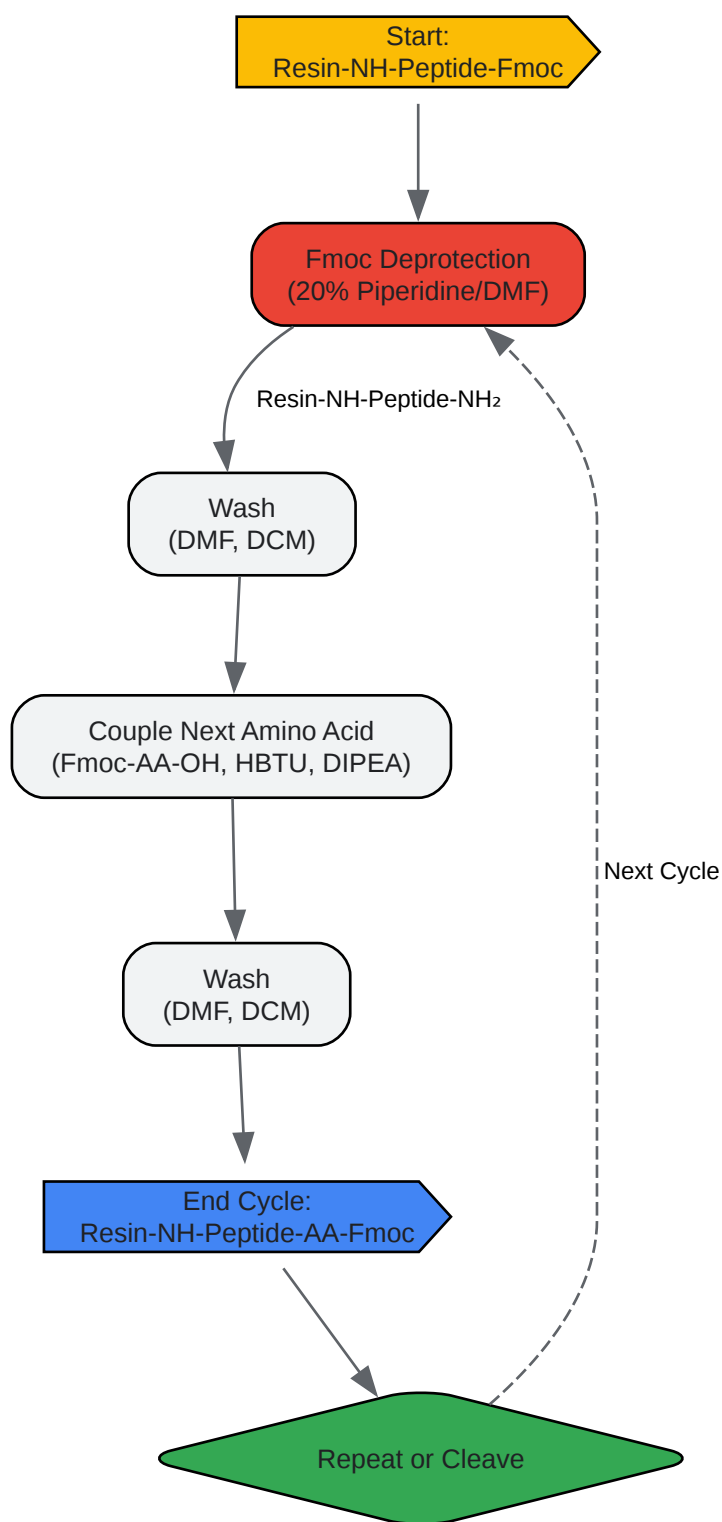 Start:
Resin-NH-Peptide-Fmoc
Fmoc Deprotection
(20% Piperidine/DMF)
Resin-NH-Peptide-NH₂
Wash
(DMF, DCM)
Couple Next Amino Acid
(Fmoc-AA-OH, HBTU, DIPEA)
Next Cycle
Wash
(DMF, DCM)
End Cycle:
Resin-NH-Peptide-AA-Fmoc
Repeat or Cleave